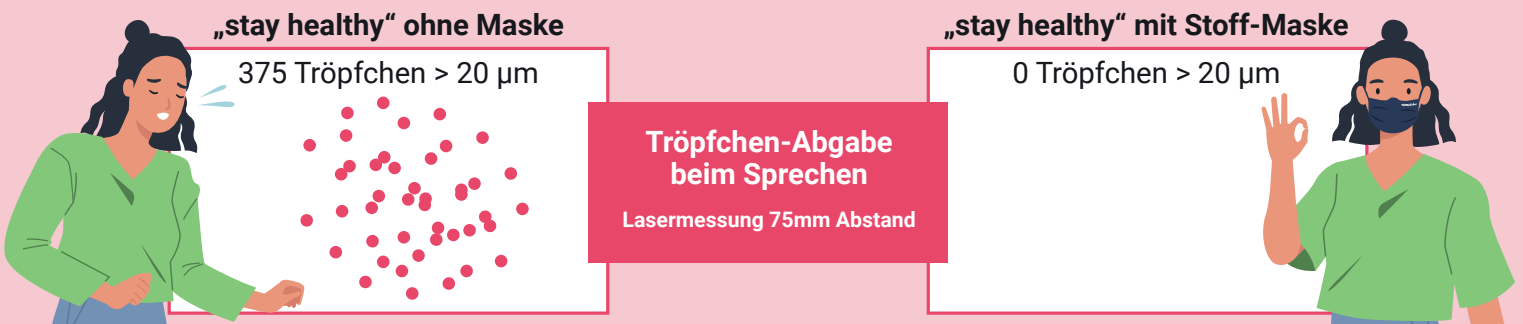 „stay healthy“ ohne Maske
375 Tröpfchen > 20 µm
Tröpfchen-Abgabe
beim Sprechen
Lasermessung 75mm Abstand
„stay healthy“ mit Stoff-Maske
0 Tröpfchen > 20 µm